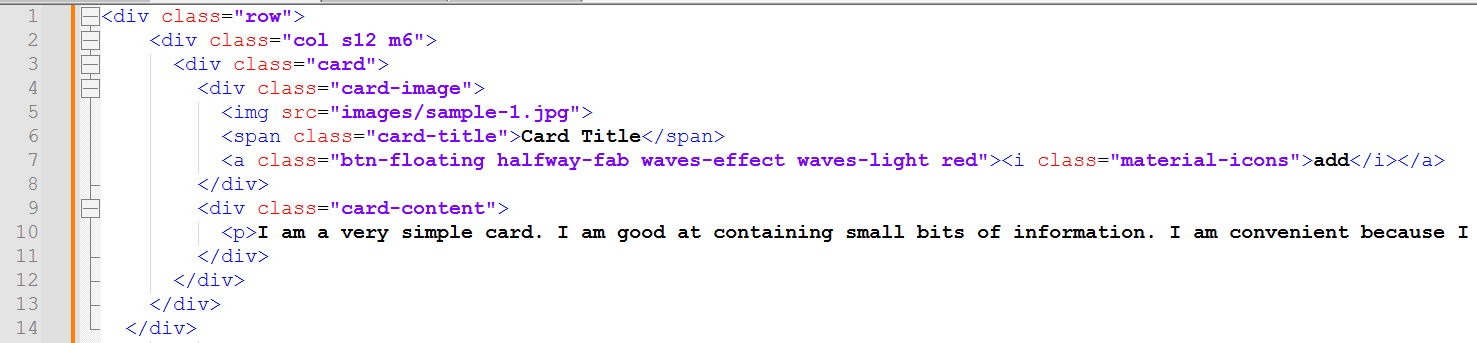 1 <div class="row">
2 <div class="col s12 m6">
3 <div class="card">
4 <div class="card-image">
5 <img src="images/sample-1.jpg">
6 <span class="card-title">Card Title</span>
7 <a class="btn-floating halfway-fab waves-effect waves-light red"><i class="material-icons">add</i></a>
8 </div>
9 <div class="card-content">
10 <p>I am a very simple card. I am good at containing small bits of information. I am convenient because I
11 </div>
12 </div>
13 </div>
14 </div>